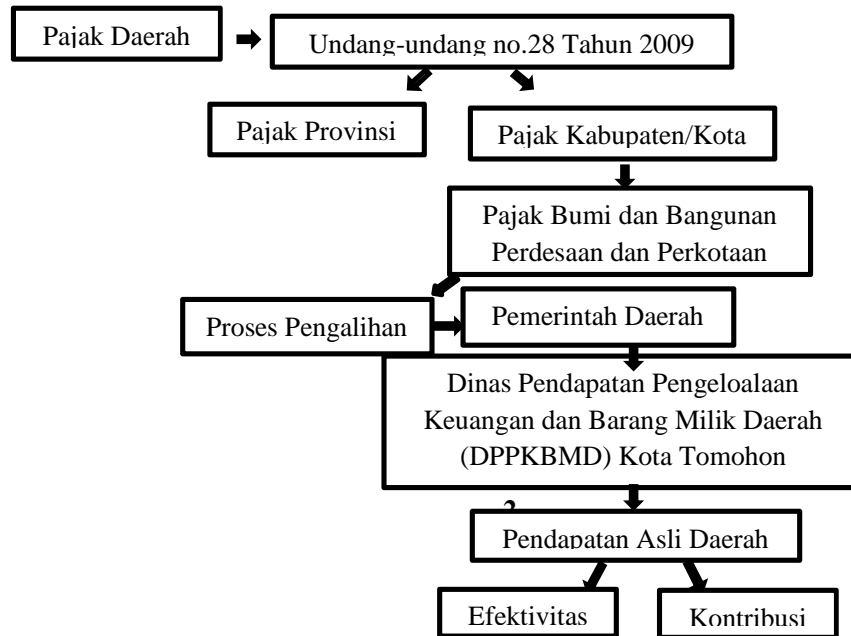 Pajak Daerah
Undang-undang no.28 Tahun 2009
Pajak Provinsi
Pajak Kabupaten/Kota
Pajak Bumi dan Bangunan
Perdesaan dan Perkotaan
Proses Pengalihan
Pemerintah Daerah
Dinas Pendapatan Pengeloalaan
Keuangan dan Barang Milik Daerah
(DPPKBMD) Kota Tomohon
Pendapatan Asli Daerah
Efektivitas
Kontribusi